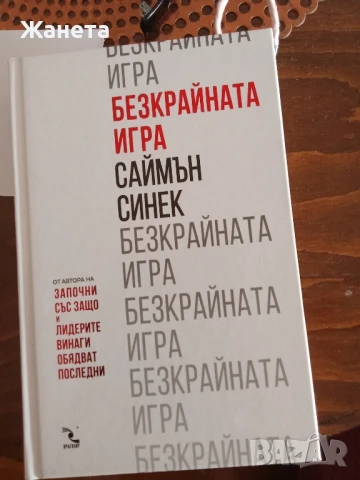 Жанета
БЕЗКРАЙНАТА
ИГРА
БЕЗКРАЙНАТА
ИГРА
САЙМЪН
СИНЕК
БЕЗКРАЙНАТА
ИГРА
БЕЗКРАЙНАТА
ИГРА
БЕЗКРАЙНАТА
ИГРА
БЕЗКРАЙНАТА
ОТ АВТОРА НА
ЗАПОЧНИ
СЪС ЗАЩО
И
ЛИДЕРИТЕ
ВИНАГИ
ОБЯДВАТ
ПОСЛЕДНИ
BAZAR